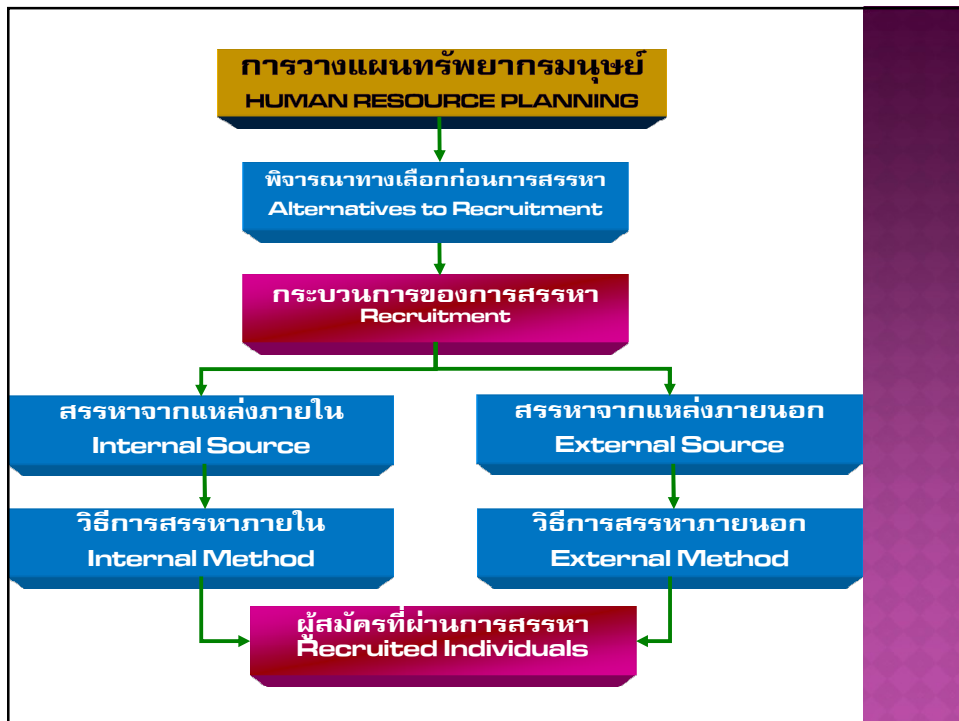 การวางแผนทรัพยากรมนุษย์
HUMAN RESOURCE PLANNING
พิจารณาทางเลือกก่อนการสรรหา
Alternatives to Recruitment
กระบวนการของการสรรหา
Recruitment
สรรหาจากแหล่งภายใน
Internal Source
สรรหาจากแหล่งภายนอก
External Source
วิธีการสรรหาภายใน
Internal Method
วิธีการสรรหาภายนอก
External Method
ผู้สมัครที่ผ่านการสรรหา
Recruited Individuals